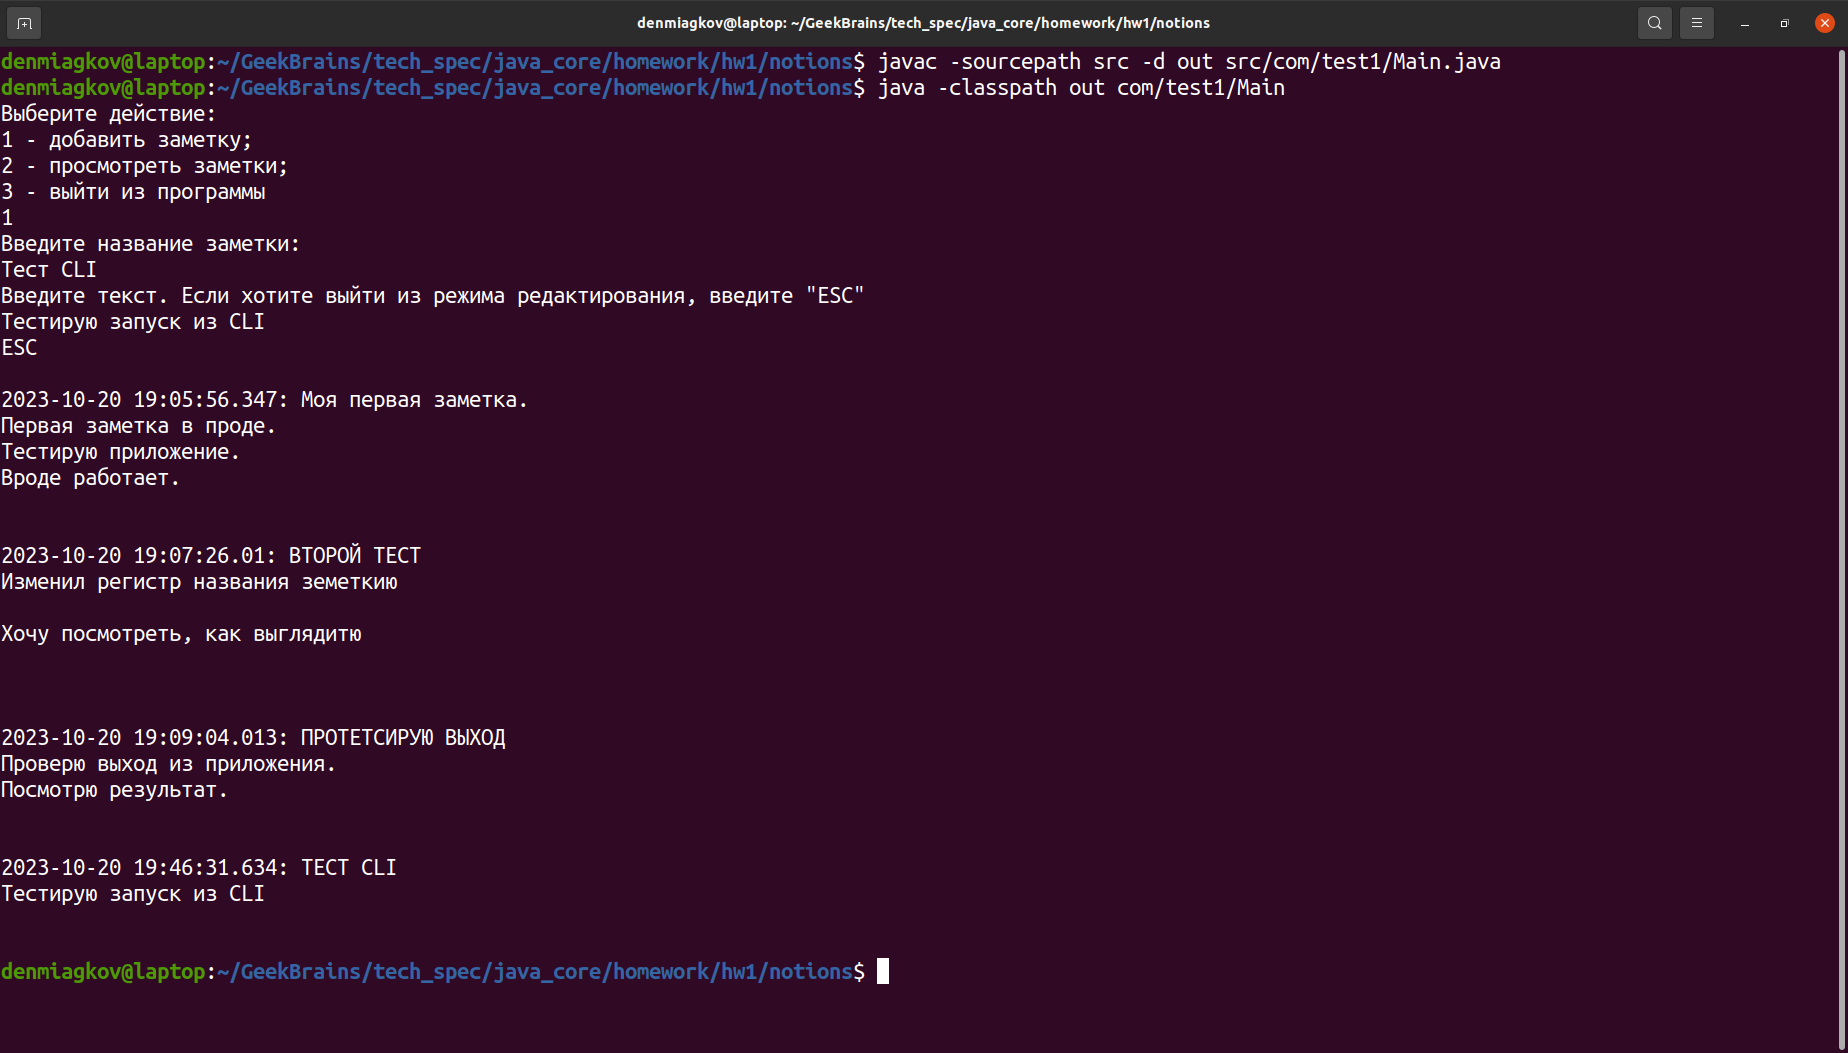 denmiagkov@laptop: ~/GeekBrains/tech_spec/java_core/homework/hw1/notions
denmiagkov@laptop:~/GeekBrains/tech_spec/java_core/homework/hw1/notions$ javac -sourcepath src -d out src/com/test1/Main.java
denmiagkov@laptop:~/GeekBrains/tech_spec/java_core/homework/hw1/notions$ java -classpath out com/test1/Main
Выберите действие:
1 - добавить заметку;
2 - просмотреть заметки;
3 - выйти из программы
1
Введите название заметки:
Тест CLI
Введите текст. Если хотите выйти из режима редактирования, введите "ESC"
Тестирую запуск из CLI
ESC
2023-10-20 19:05:56.347: Моя первая заметка.
Первая заметка в проде.
Тестирую приложение.
Вроде работает.
2023-10-20 19:07:26.01: ВТОРОЙ ТЕСТ
Изменил регистр названия земеткию
Хочу посмотреть, как выглядитю
2023-10-20 19:09:04.013: ПРОТЕТСИРУЮ ВЫХОД
Проверю выход из приложения.
Посмотрю результат.
2023-10-20 19:46:31.634: ТЕСТ CLI
Тестирую запуск из CLI
denmiagkov@laptop:~/GeekBrains/tech_spec/java_core/homework/hw1/notions$